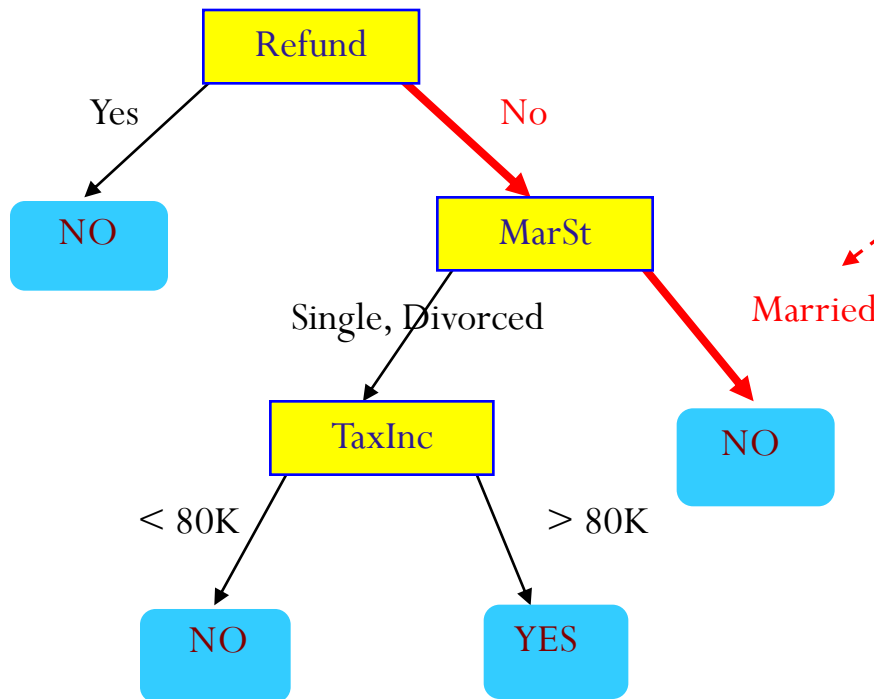 Refund
Yes
No
NO
MarSt
Single, Divorced
Married
TaxInc
NO
< 80K
> 80K
NO
YES